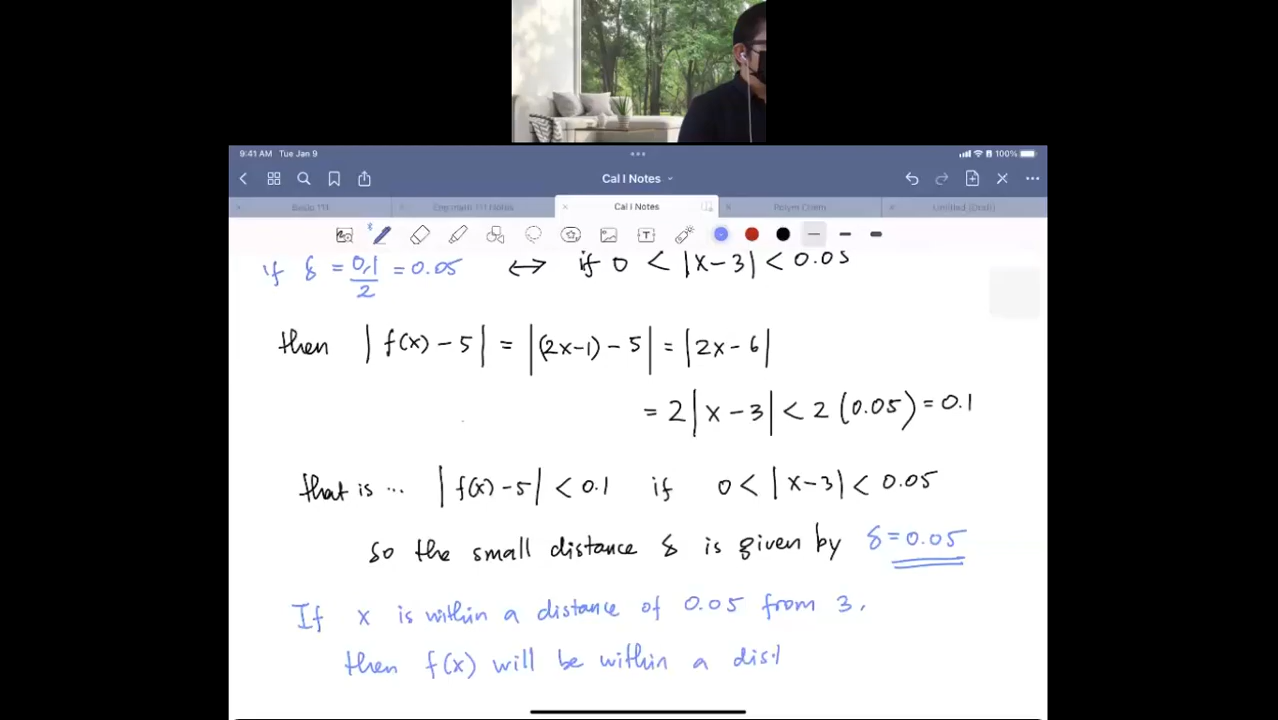 9:41 AM Tue Jan 9
100%
Cal I Notes
Cal I Notes
if δ = 0.1/2 = 0.05 ↔ if 0 < |x-3| < 0.05
then |f(x) - 5| = |(2x-1) - 5| = |2x - 6|
= 2|x-3| < 2(0.05) = 0.1
that is ... |f(x) -5| < 0.1 if 0 < |x-3| < 0.05
so the small distance δ is given by δ = 0.05
If x is within a distance of 0.05 from 3,
then f(x) will be within a dist